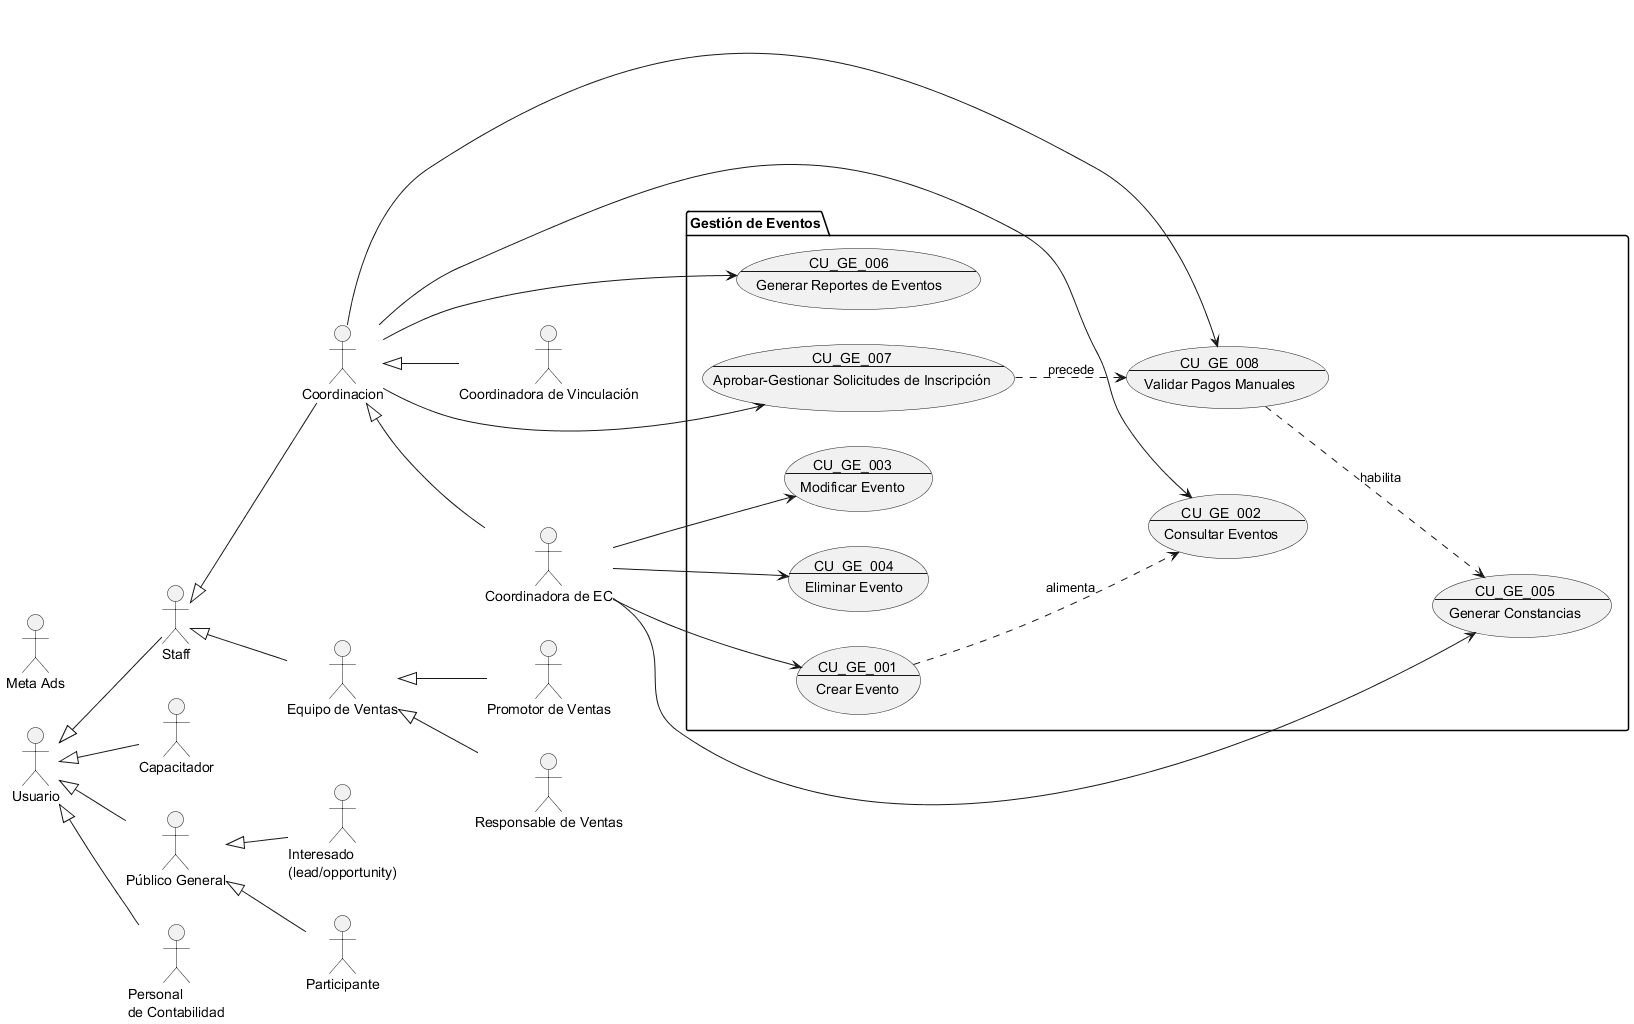 Gestión de Eventos
CU_GE_006
Generar Reportes de Eventos
CU_GE_007
Aprobar-Gestionar Solicitudes de Inscripción
precede
CU_GE_008
Validar Pagos Manuales
Coordinacion
Coordinadora de Vinculación
CU_GE_003
Modificar Evento
habilita
CU_GE_002
Consultar Eventos
CU_GE_004
Eliminar Evento
alimenta
Coordinadora de EC
CU_GE_005
Generar Constancias
CU_GE_001
Crear Evento
Staff
Meta Ads
Equipo de Ventas
Promotor de Ventas
Capacitador
Usuario
Responsable de Ventas
Interesado
(lead/opportunity)
Público General
Participante
Personal
de Contabilidad